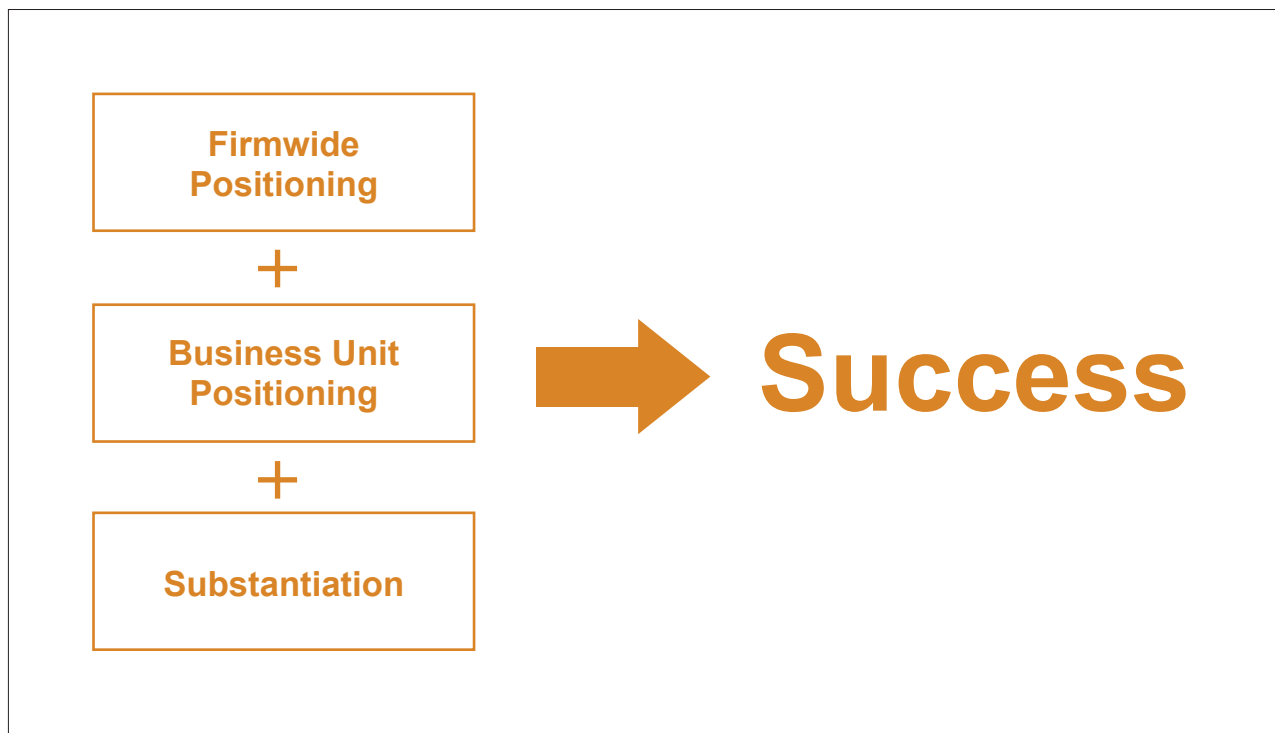 Firmwide
Positioning
+
Business Unit
Positioning
+
Substantiation
Success